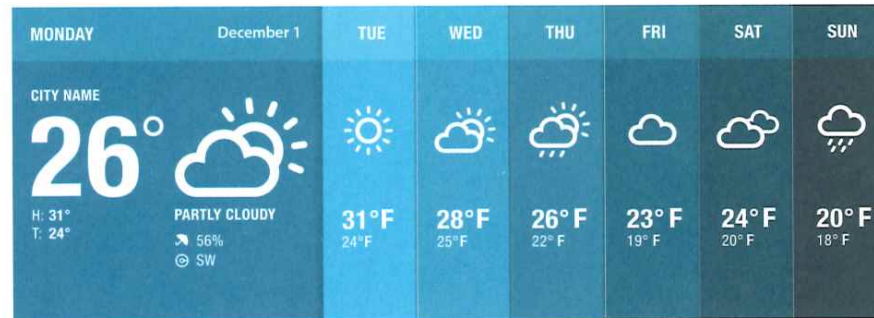 MONDAY December 1
CITY NAME
26°
H: 31°
T: 24°
PARTLY CLOUDY
56%
SW
TUE
31°F
24°F
WED
28°F
25°F
THU
26°F
22°F
FRI
23°F
19°F
SAT
24°F
20°F
SUN
20°F
18°F